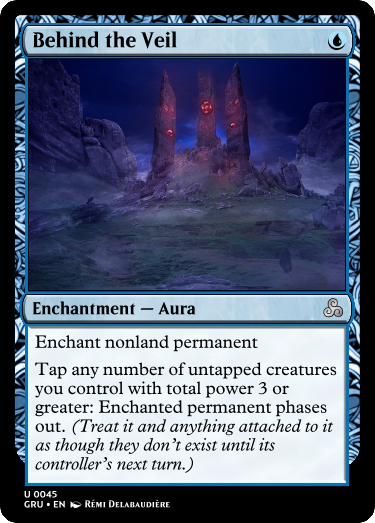 Behind the Veil
Enchantment — Aura
Enchant nonland permanent
Tap any number of untapped creatures
you control with total power 3 or
greater: Enchanted permanent phases
out. (Treat it and anything attached to it
as though they don't exist until its
controller's next turn.)
U 0045
GRU • EN Rémi Delabaudière